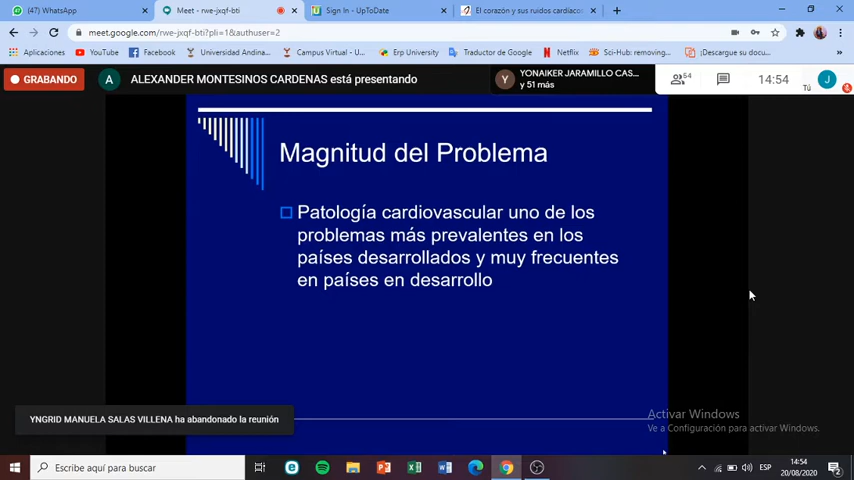 (47) WhatsApp
Meet - rwe-jxqf-bti
Sign In - UpToDate
El corazón y sus ruidos cardíacos
meet.google.com/rwe-jxqf-bti?pli=1&authuser=2
Aplicaciones
YouTube
Facebook
Universidad Andina...
Campus Virtual - U...
Erp University
Traductor de Google
Netflix
Sci-Hub: removing...
¡Descargue su docu...
GRABANDO
A
ALEXANDER MONTESINOS CARDENAS está presentando
Y
YONAIKER JARAMILLO CAS...
y 51 más
54
14:54
Tú
J
Magnitud del Problema
Patología cardiovascular uno de los
problemas más prevalentes en los
países desarrollados y muy frecuentes
en países en desarrollo
YNGRID MANUELA SALAS VILLENA ha abandonado la reunión
Activar Windows
Ve a Configuración para activar Windows.
Escribe aquí para buscar
ESP
14:54
20/08/2020
2